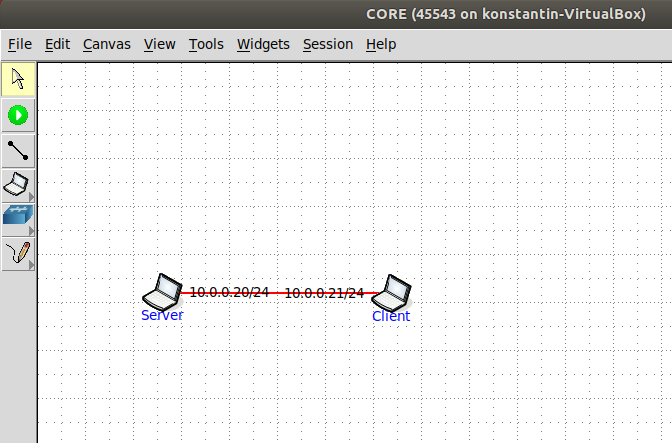 CORE (45543 on konstantin-VirtualBox)
File Edit Canvas View Tools Widgets Session Help
10.0.0.20/24 10.0.0.21/24
Server Client